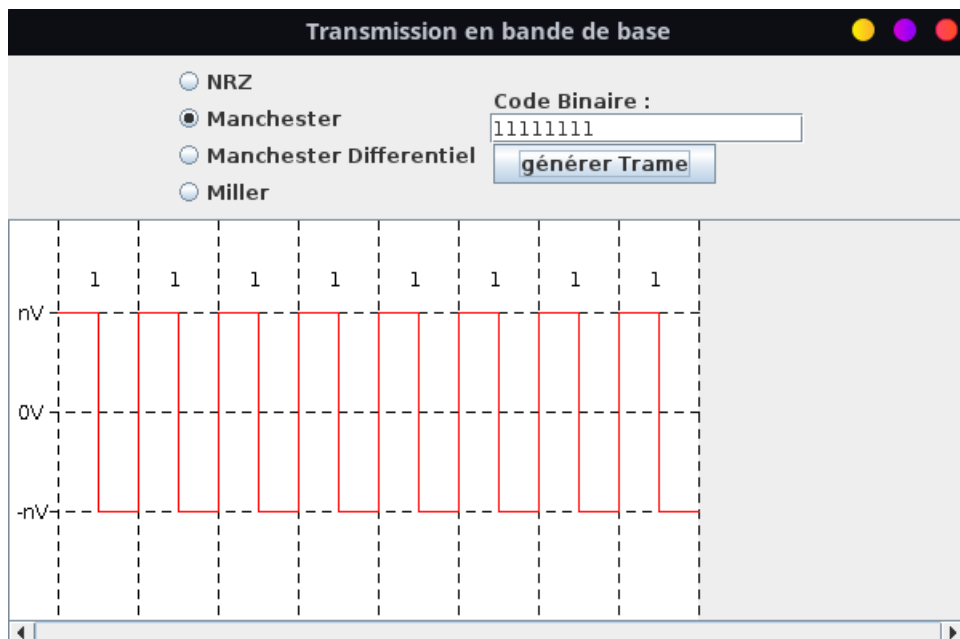 Transmission en bande de base
NRZ
Manchester
Manchester Differentiel
Miller
Code Binaire :
11111111
générer Trame
1 1 1 1 1 1 1 1
nV
0V
-nV